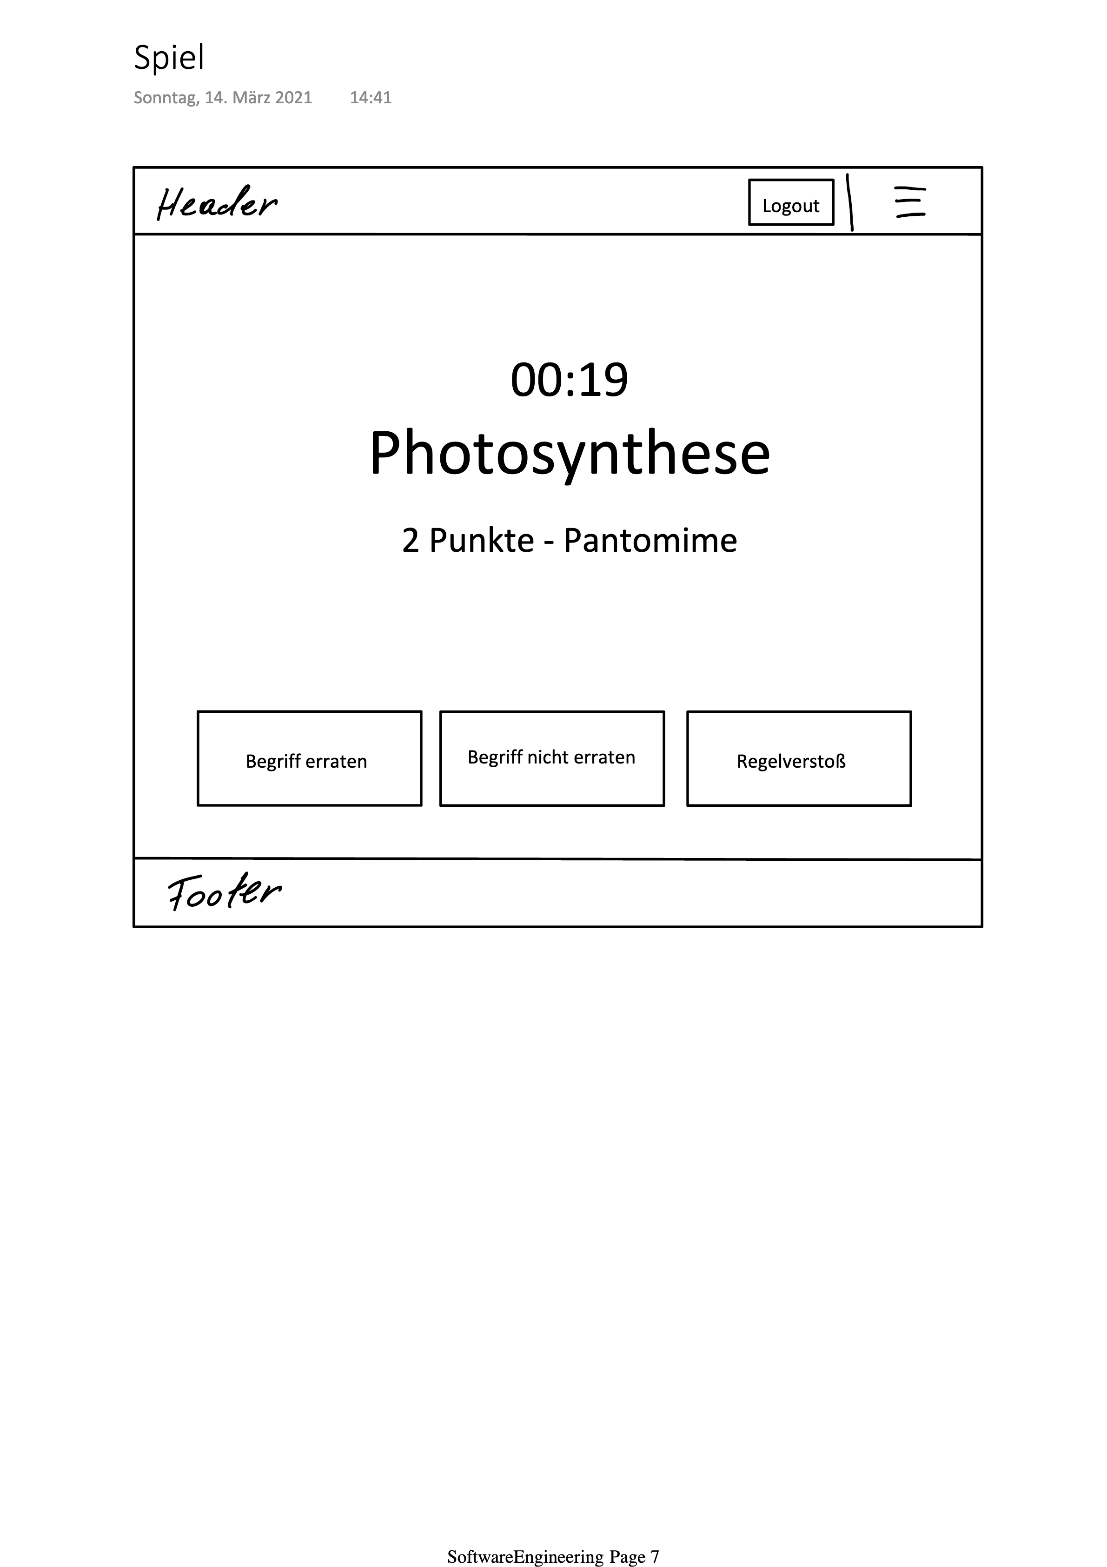 Spiel
Sonntag, 14. März 2021 14:41
Header Logout
00:19
Photosynthese
2 Punkte - Pantomime
Begriff erraten Begriff nicht erraten Regelverstoß
Footer
SoftwareEngineering Page 7